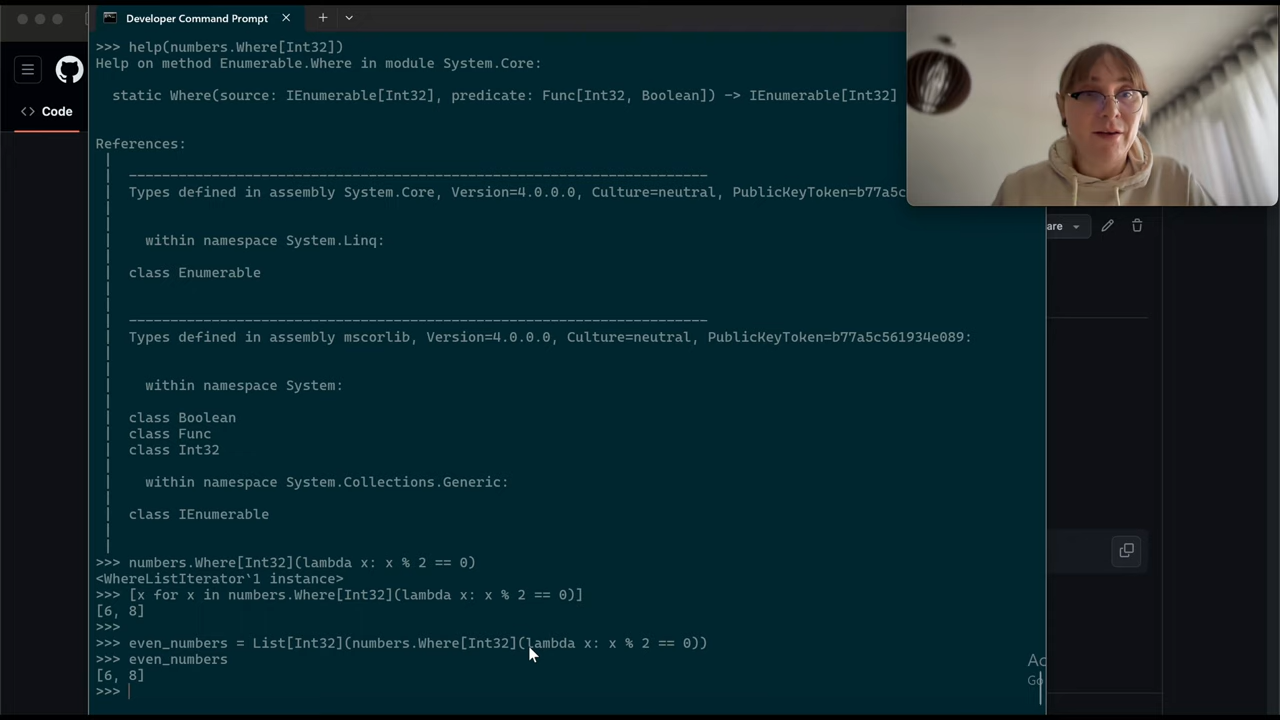 Developer Command Prompt
>>> help(numbers.Where[Int32])
Help on method Enumerable.Where in module System.Core:
static Where(source: IEnumerable[Int32], predicate: Func[Int32, Boolean]) -> IEnumerable[Int32]
Code
References:
|
| ----------------------------------------------------------------------
| Types defined in assembly System.Core, Version=4.0.0.0, Culture=neutral, PublicKeyToken=b77a5c
|
|
| within namespace System.Linq:
|
| class Enumerable
|
|
| ----------------------------------------------------------------------
| Types defined in assembly mscorlib, Version=4.0.0.0, Culture=neutral, PublicKeyToken=b77a5c561934e089:
|
|
| within namespace System:
|
| class Boolean
| class Func
| class Int32
|
| within namespace System.Collections.Generic:
|
| class IEnumerable
|
|
>>> numbers.Where[Int32](lambda x: x % 2 == 0)
<WhereListIterator`1 instance>
>>> [x for x in numbers.Where[Int32](lambda x: x % 2 == 0)]
[6, 8]
>>>
>>> even_numbers = List[Int32](numbers.Where[Int32](lambda x: x % 2 == 0))
>>> even_numbers
[6, 8]
>>>
are
Ac
Go